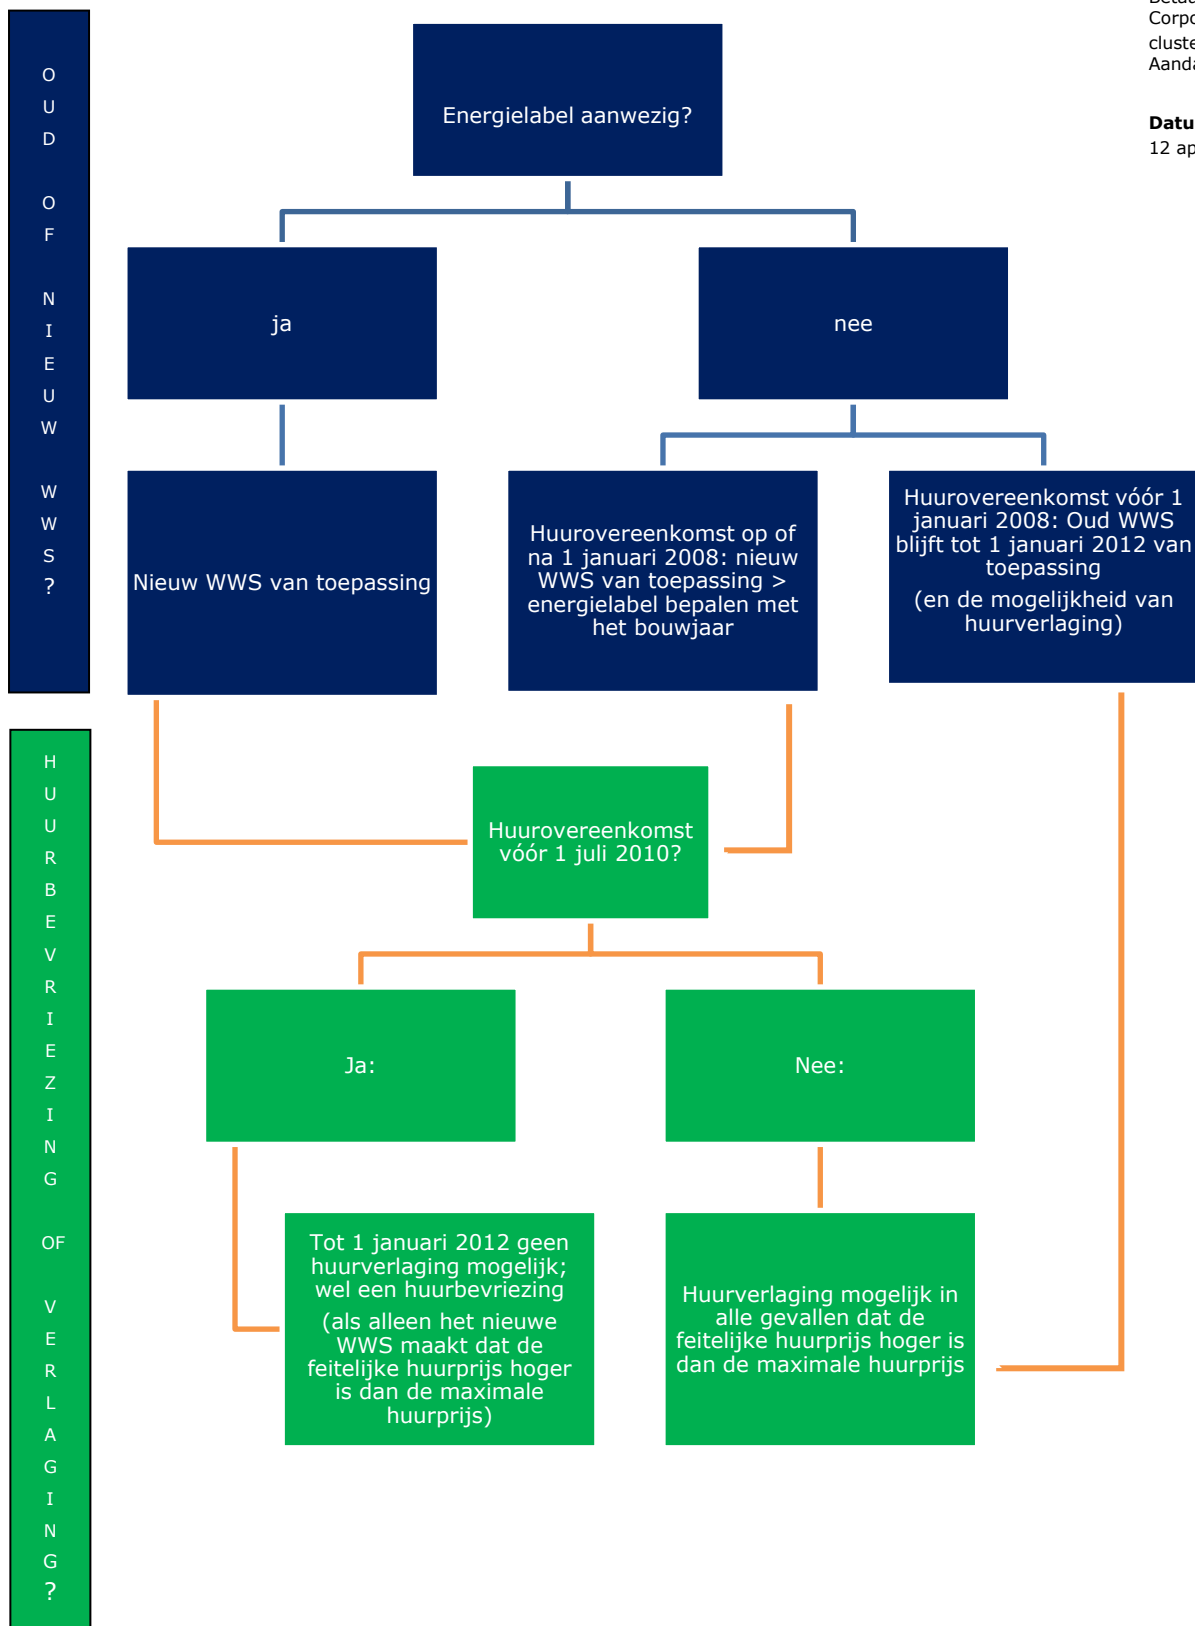 Corpo
cluste
Aanda
Datu
12 ap
OUD OF NIEUW WWS?
Energielabel aanwezig?
ja
nee
Nieuw WWS van toepassing
Huurovereenkomst op of
na 1 januari 2008: nieuw
WWS van toepassing >
energielabel bepalen met
het bouwjaar
Huurovereenkomst vóór 1
januari 2008: Oud WWS
blijft tot 1 januari 2012 van
toepassing
(en de mogelijkheid van
huurverlaging)
HUURBEVRIEZING OF VERLAGING?
Huurovereenkomst
vóór 1 juli 2010?
Ja:
Nee:
Tot 1 januari 2012 geen
huurverlaging mogelijk;
wel een huurbevriezing
(als alleen het nieuwe
WWS maakt dat de
feitelijke huurprijs hoger
is dan de maximale
huurprijs)
Huurverlaging mogelijk in
alle gevallen dat de
feitelijke huurprijs hoger is
dan de maximale huurprijs